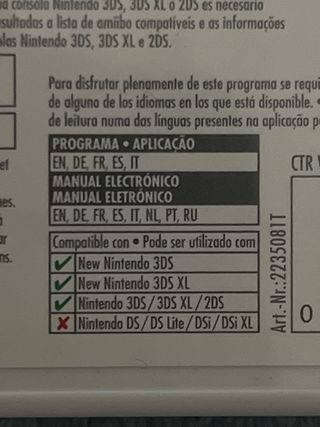 consola Nintendo 3DS, 3DS XL o 2DS es necesario
sultadas a lista de amiibo compatíveis e as informações
olas Nintendo 3DS, 3DS XL e 2DS.
Para disfrutar plenamente de este programa se requi
de alguno de los idiomas en los que está disponible. •
de leitura numa das línguas presentes na aplicação pa
PROGRAMA • APLICAÇÃO
EN, DE, FR, ES, IT
MANUAL ELECTRÓNICO
MANUAL ELETRÓNICO
EN, DE, FR, ES, IT, NL, PT, RU
Compatible con • Pode ser utilizado com
✔ New Nintendo 3DS
✔ New Nintendo 3DS XL
✔ Nintendo 3DS/3DS XL/2DS
✘ Nintendo DS/DS Lite/DSi/DSi XL
Art.-Nr.:2235081T
CTR
0